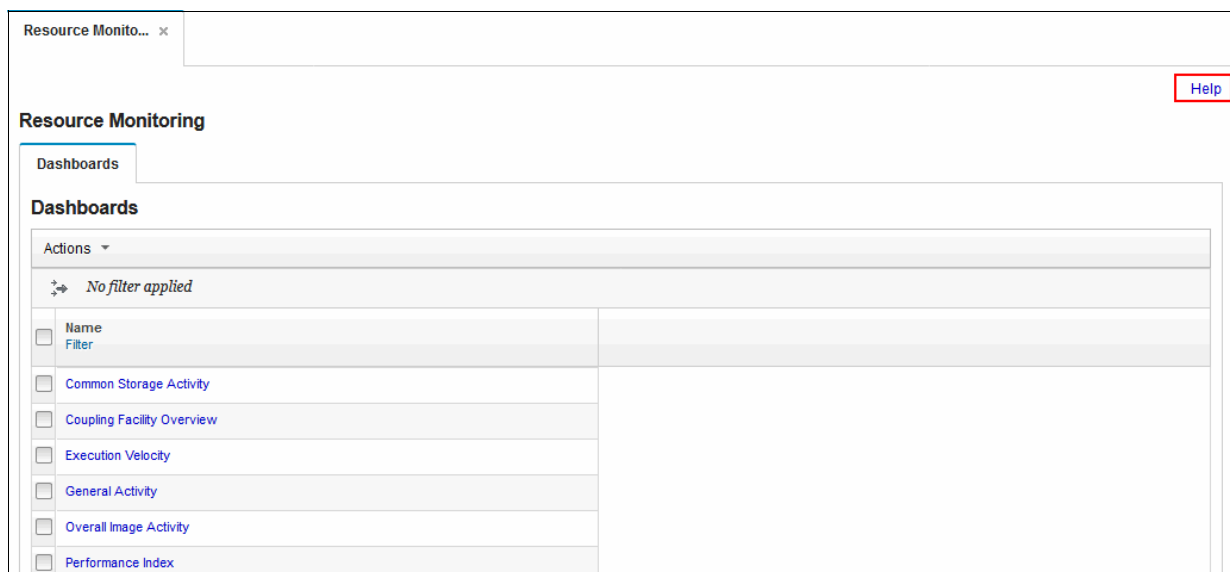 Resource Monito... ×
Help
Resource Monitoring
Dashboards
Dashboards
Actions
No filter applied
Name
Filter
Common Storage Activity
Coupling Facility Overview
Execution Velocity
General Activity
Overall Image Activity
Performance Index